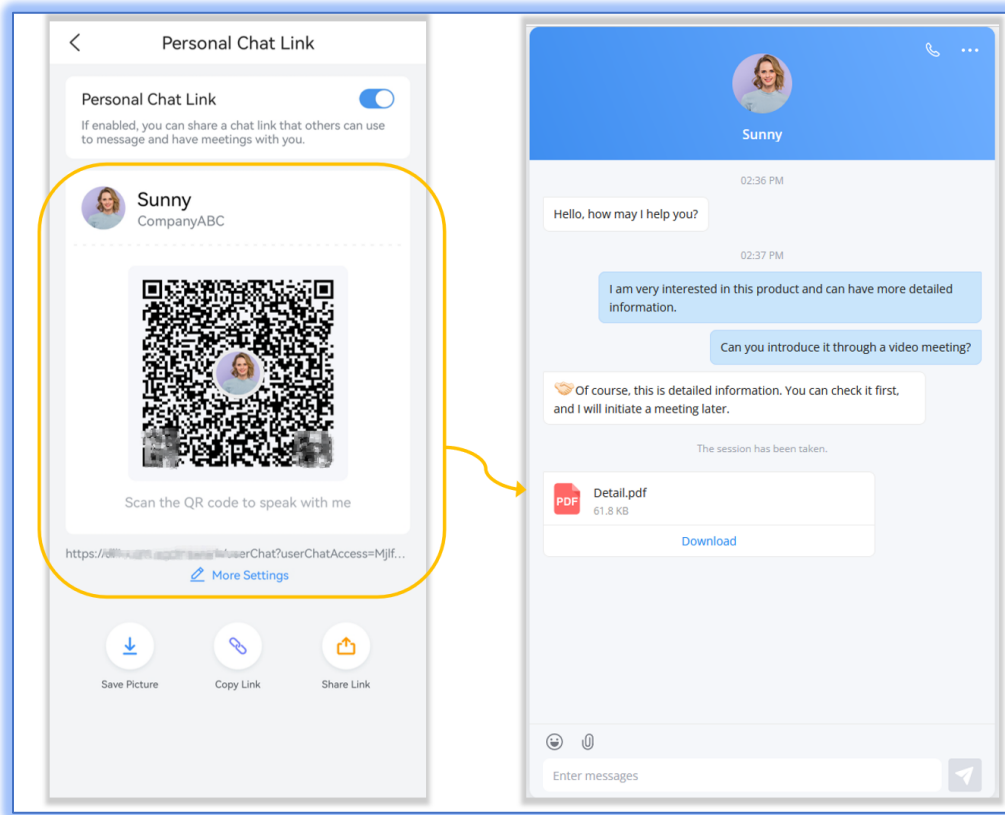 Personal Chat Link
Personal Chat Link
If enabled, you can share a chat link that others can use
to message and have meetings with you.
Sunny
CompanyABC
Scan the QR code to speak with me
https://
erChat?userChatAccess=Mjlf...
More Settings
Save Picture
Copy Link
Share Link
Sunny
02:36 PM
Hello, how may I help you?
02:37 PM
I am very interested in this product and can have more detailed
information.
Can you introduce it through a video meeting?
Of course, this is detailed information. You can check it first,
and I will initiate a meeting later.
The session has been taken.
PDF
Detail.pdf
61.8 KB
Download
Enter messages